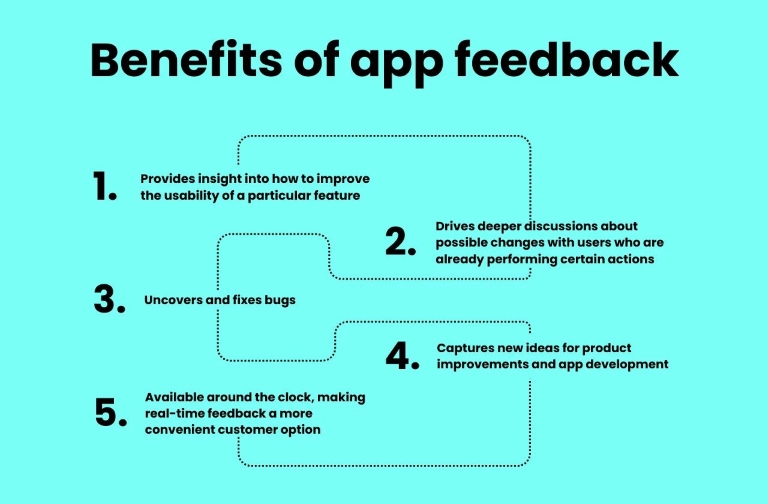 Benefits of app feedback
1. Provides insight into how to improve
the usability of a particular feature
2. Drives deeper discussions about
possible changes with users who are
already performing certain actions
3. Uncovers and fixes bugs
4. Captures new ideas for product
improvements and app development
5. Available around the clock, making
real-time feedback a more
convenient customer option